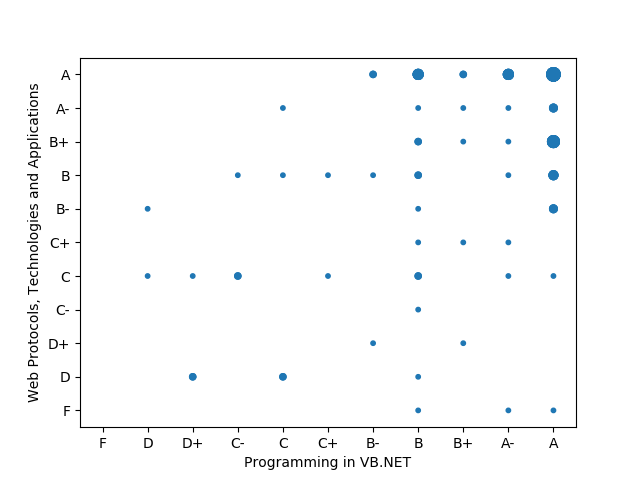 Web Protocols, Technologies and Applications
A
A-
B+
B
B-
C+
C
C-
D+
D
F
F D D+ C- C C+ B- B B+ A- A
Programming in VB.NET